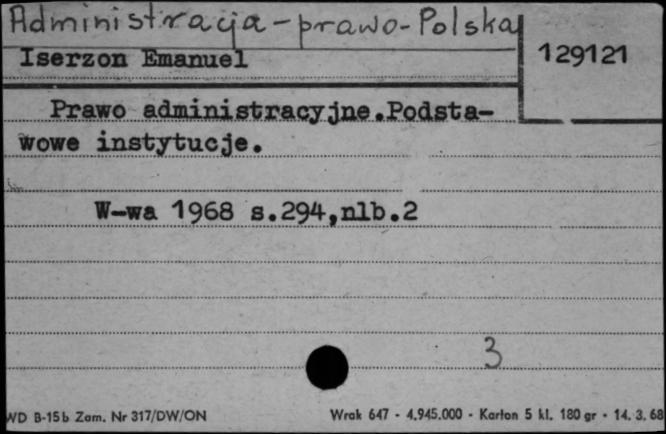 Administracja-prawo-Polska
Iserzon Emanuel
129121
Prawo administracyjne.Podsta-
wowe instytucje.
W-wa 1968 s.294,nlb.2
3
WD B-15b Zam. Nr 317/DW/ON
Wrak 647 - 4.945.000 - Karton 5 kl. 180 gr - 14. 3. 68